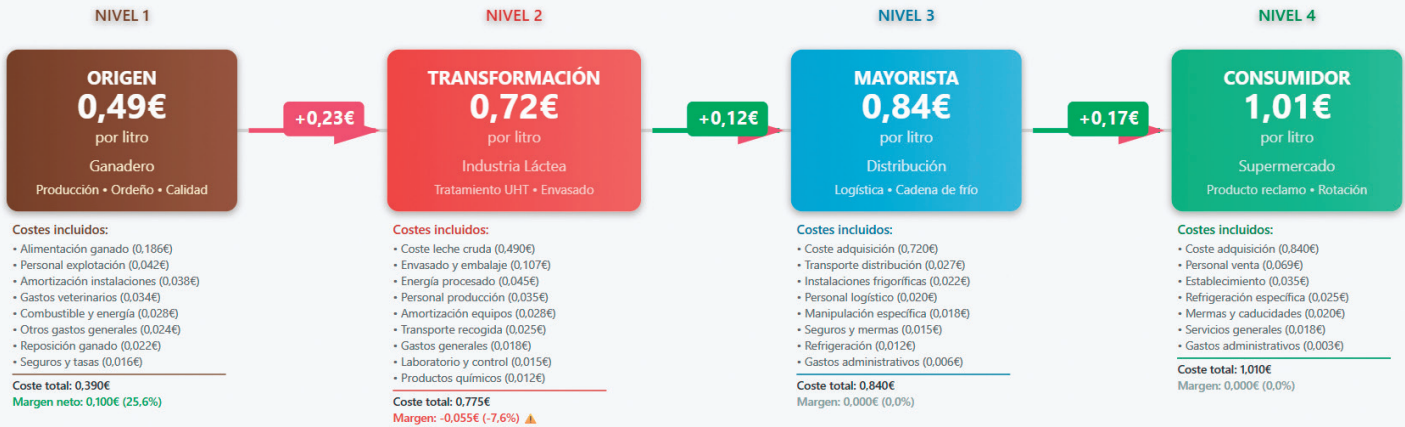 NIVEL 1
ORIGEN
0,49€
por litro
Ganadero
Producción • Ordeño • Calidad
Costes incluidos:
• Alimentación ganado (0,186€)
• Personal explotación (0,042€)
• Amortización instalaciones (0,038€)
• Gastos veterinarios (0,034€)
• Combustible y energía (0,028€)
• Otros gastos generales (0,024€)
• Reposición ganado (0,022€)
• Seguros y tasas (0,016€)
Coste total: 0,390€
Margen neto: 0,100€ (25,6%)
+0,23€
NIVEL 2
TRANSFORMACIÓN
0,72€
por litro
Industria Láctea
Tratamiento UHT • Envasado
Costes incluidos:
• Coste leche cruda (0,490€)
• Envasado y embalaje (0,107€)
• Energía procesado (0,045€)
• Personal producción (0,035€)
• Amortización equipos (0,028€)
• Transporte recogida (0,025€)
• Gastos generales (0,018€)
• Laboratorio y control (0,015€)
• Productos químicos (0,012€)
Coste total: 0,775€
Margen: -0,055€ (-7,6%)
+0,12€
NIVEL 3
MAYORISTA
0,84€
por litro
Distribución
Logística • Cadena de frío
Costes incluidos:
• Coste adquisición (0,720€)
• Transporte distribución (0,027€)
• Instalaciones frigoríficas (0,022€)
• Personal logístico (0,020€)
• Manipulación específica (0,018€)
• Seguros y mermas (0,015€)
• Refrigeración (0,012€)
• Gastos administrativos (0,006€)
Coste total: 0,840€
Margen: 0,000€ (0,0%)
+0,17€
NIVEL 4
CONSUMIDOR
1,01€
por litro
Supermercado
Producto reclamo • Rotación
Costes incluidos:
• Coste adquisición (0,840€)
• Personal venta (0,069€)
• Establecimiento (0,035€)
• Refrigeración específica (0,025€)
• Mermas y caducidades (0,020€)
• Servicios generales (0,018€)
• Gastos administrativos (0,003€)
Coste total: 1,010€
Margen: 0,000€ (0,0%)